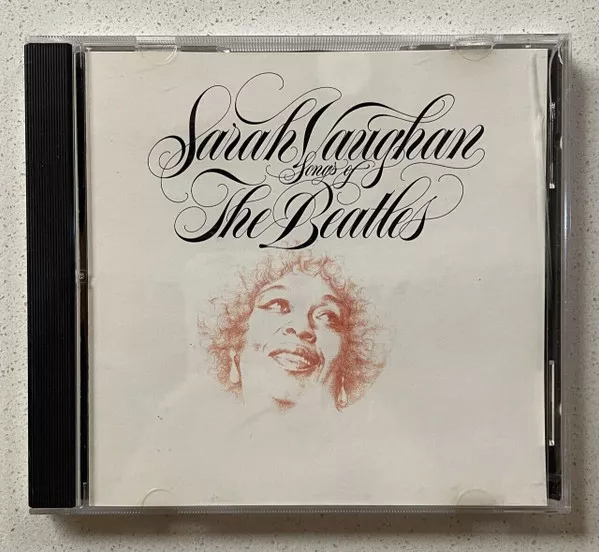 Sarah Vaughan
Songs of
The Beatles